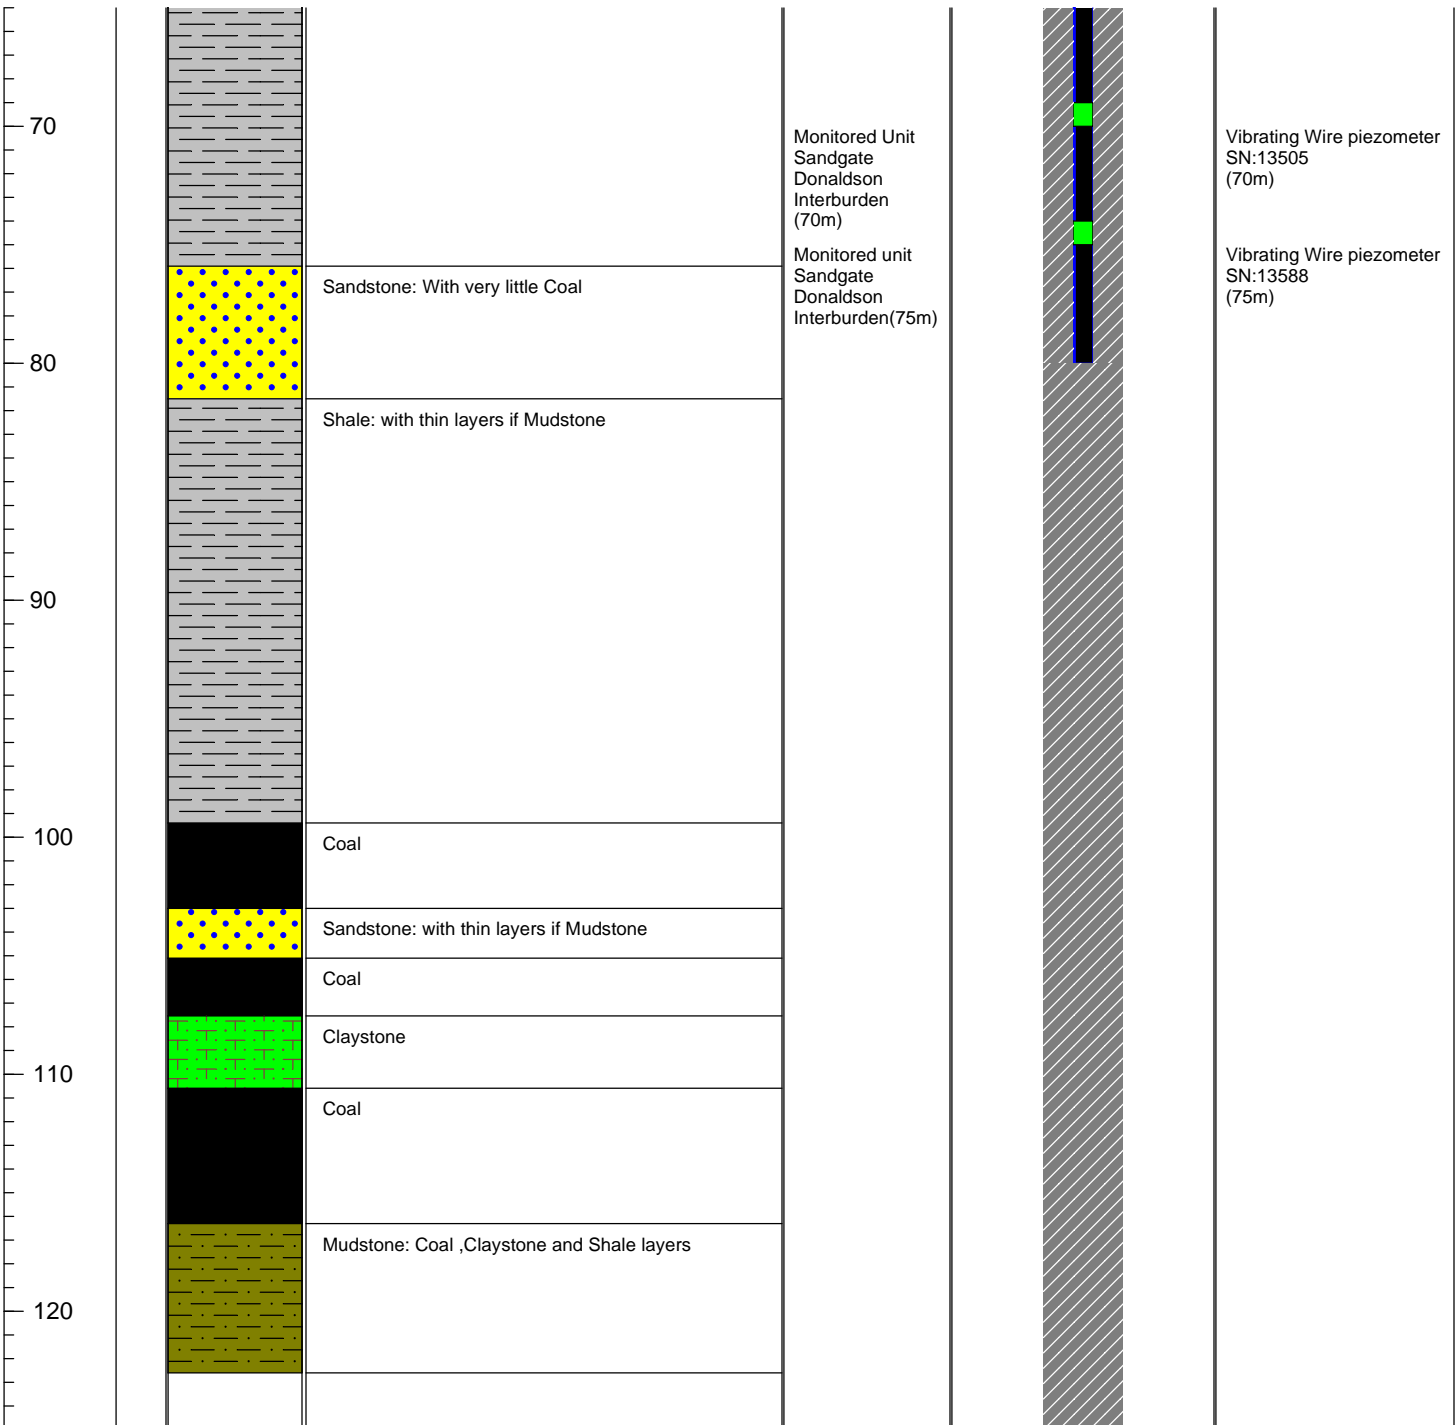 70
Monitored Unit
Sandgate
Donaldson
Interburden
(70m)
Vibrating Wire piezometer
SN:13505
(70m)
Monitored unit
Sandgate
Donaldson
Interburden(75m)
Vibrating Wire piezometer
SN:13588
(75m)
Sandstone: With very little Coal
80
Shale: with thin layers if Mudstone
90
100
Coal
Sandstone: with thin layers if Mudstone
Coal
Claystone
110
Coal
Mudstone: Coal ,Claystone and Shale layers
120